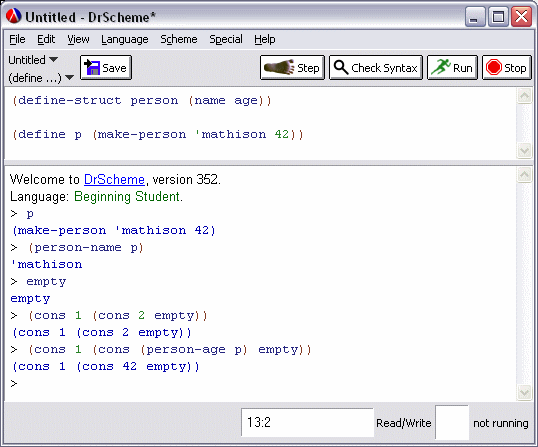 Untitled - DrScheme*
File Edit View Language Scheme Special Help
Untitled
(define ...)
Save
Step
Check Syntax
Run
Stop
(define-struct person (name age))
(define p (make-person 'mathison 42))
Welcome to DrScheme, version 352.
Language: Beginning Student.
> p
(make-person 'mathison 42)
> (person-name p)
'mathison
> empty
empty
> (cons 1 (cons 2 empty))
(cons 1 (cons 2 empty))
> (cons 1 (cons (person-age p) empty))
(cons 1 (cons 42 empty))
>
13:2 Read/Write not running